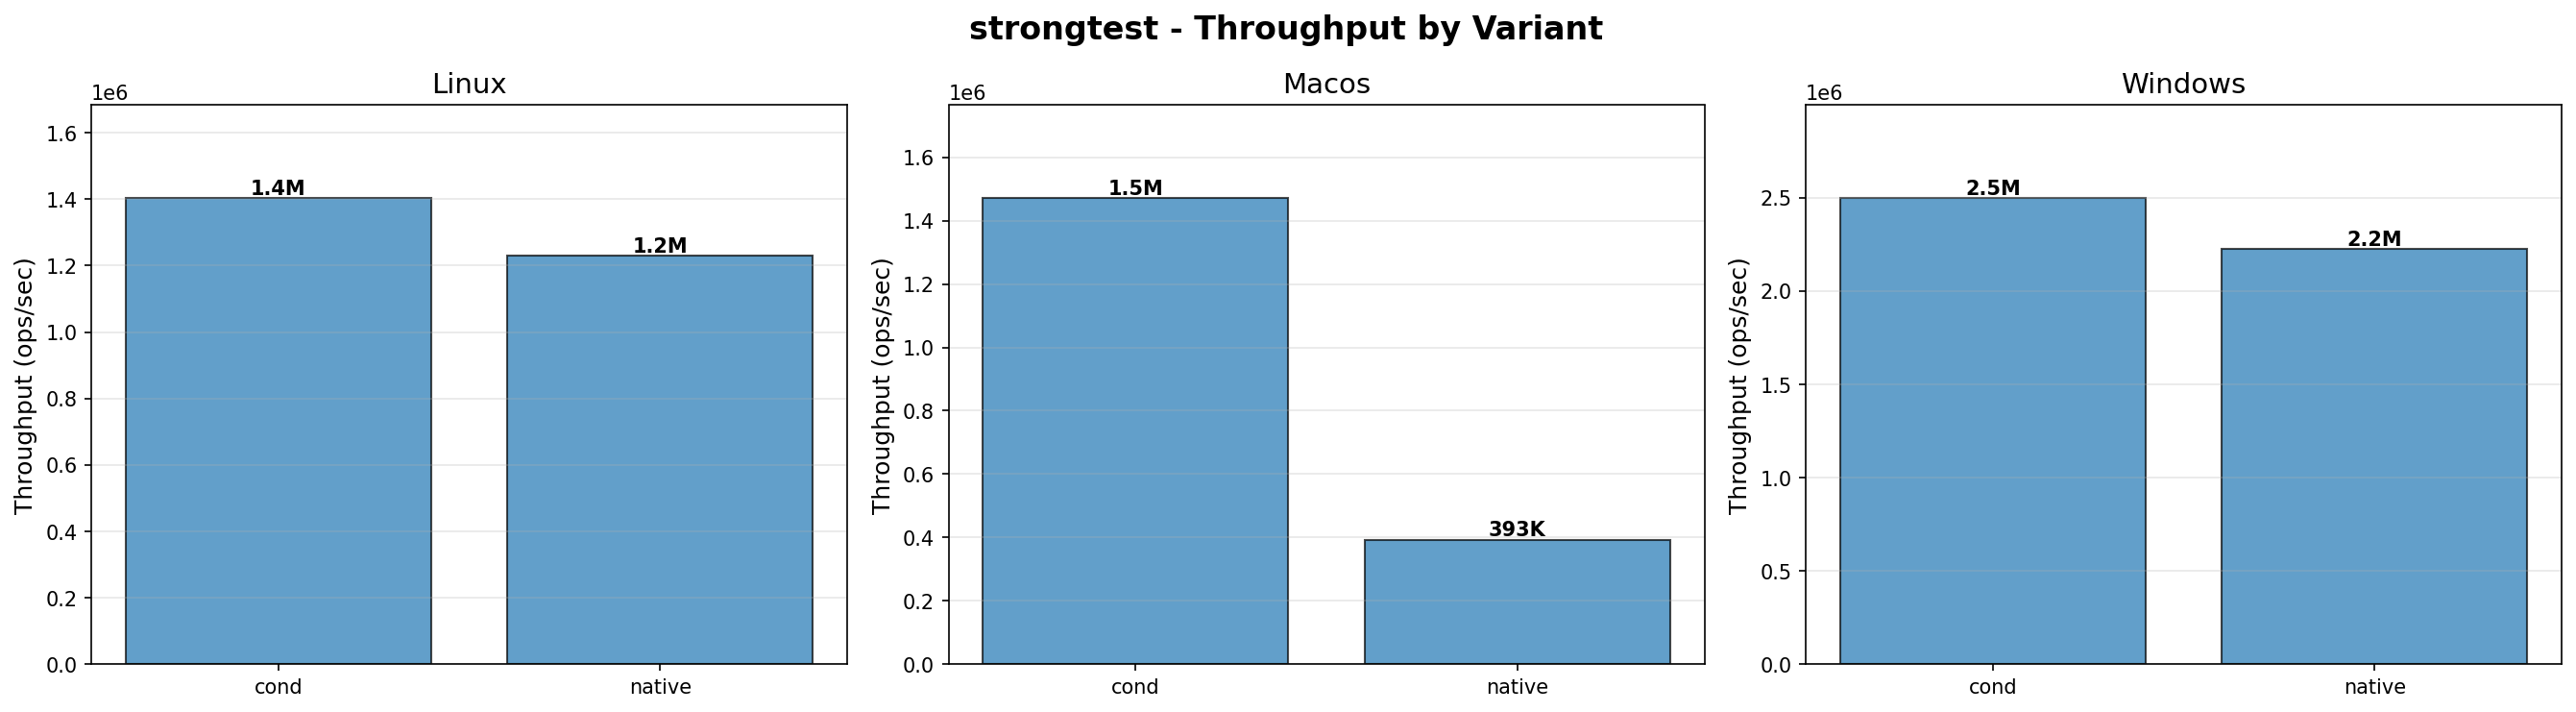 strongtest - Throughput by Variant
Linux
1e6
Throughput (ops/sec)
1.6
1.4
1.2
1.0
0.8
0.6
0.4
0.2
0.0
1.4M
1.2M
cond
native
Macos
1e6
Throughput (ops/sec)
1.6
1.4
1.2
1.0
0.8
0.6
0.4
0.2
0.0
1.5M
393K
cond
native
Windows
1e6
Throughput (ops/sec)
2.5
2.0
1.5
1.0
0.5
0.0
2.5M
2.2M
cond
native